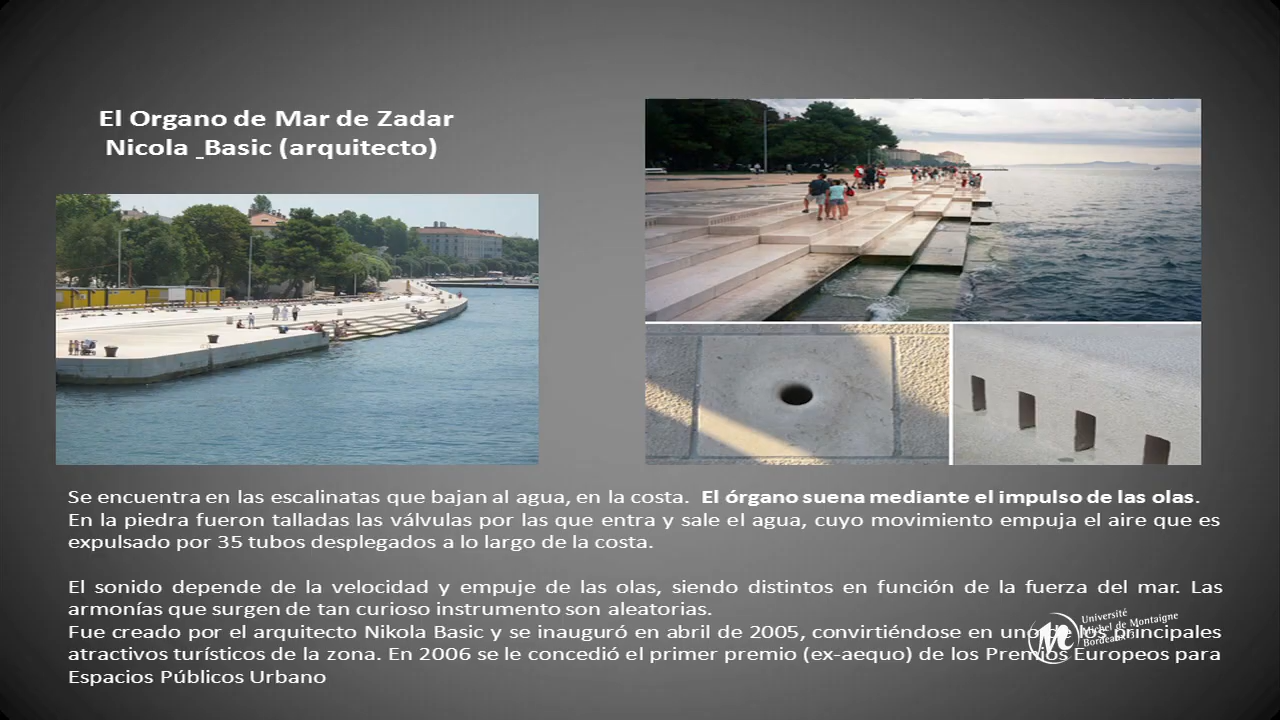 El Organo de Mar de Zadar
Nicola _Basic (arquitecto)
Se encuentra en las escalinatas que bajan al agua, en la costa. El órgano suena mediante el impulso de las olas.
En la piedra fueron talladas las válvulas por las que entra y sale el agua, cuyo movimiento empuja el aire que es
expulsado por 35 tubos desplegados a lo largo de la costa.
El sonido depende de la velocidad y empuje de las olas, siendo distintos en función de la fuerza del mar. Las
armonías que surgen de tan curioso instrumento son aleatorias.
Fue creado por el arquitecto Nikola Basic y se inauguró en abril de 2005, convirtiéndose en uno de los principales
atractivos turísticos de la zona. En 2006 se le concedió el primer premio (ex-aequo) de los Premios Europeos para
Espacios Públicos Urbano
Université
Michel de Montaigne
Bordeaux